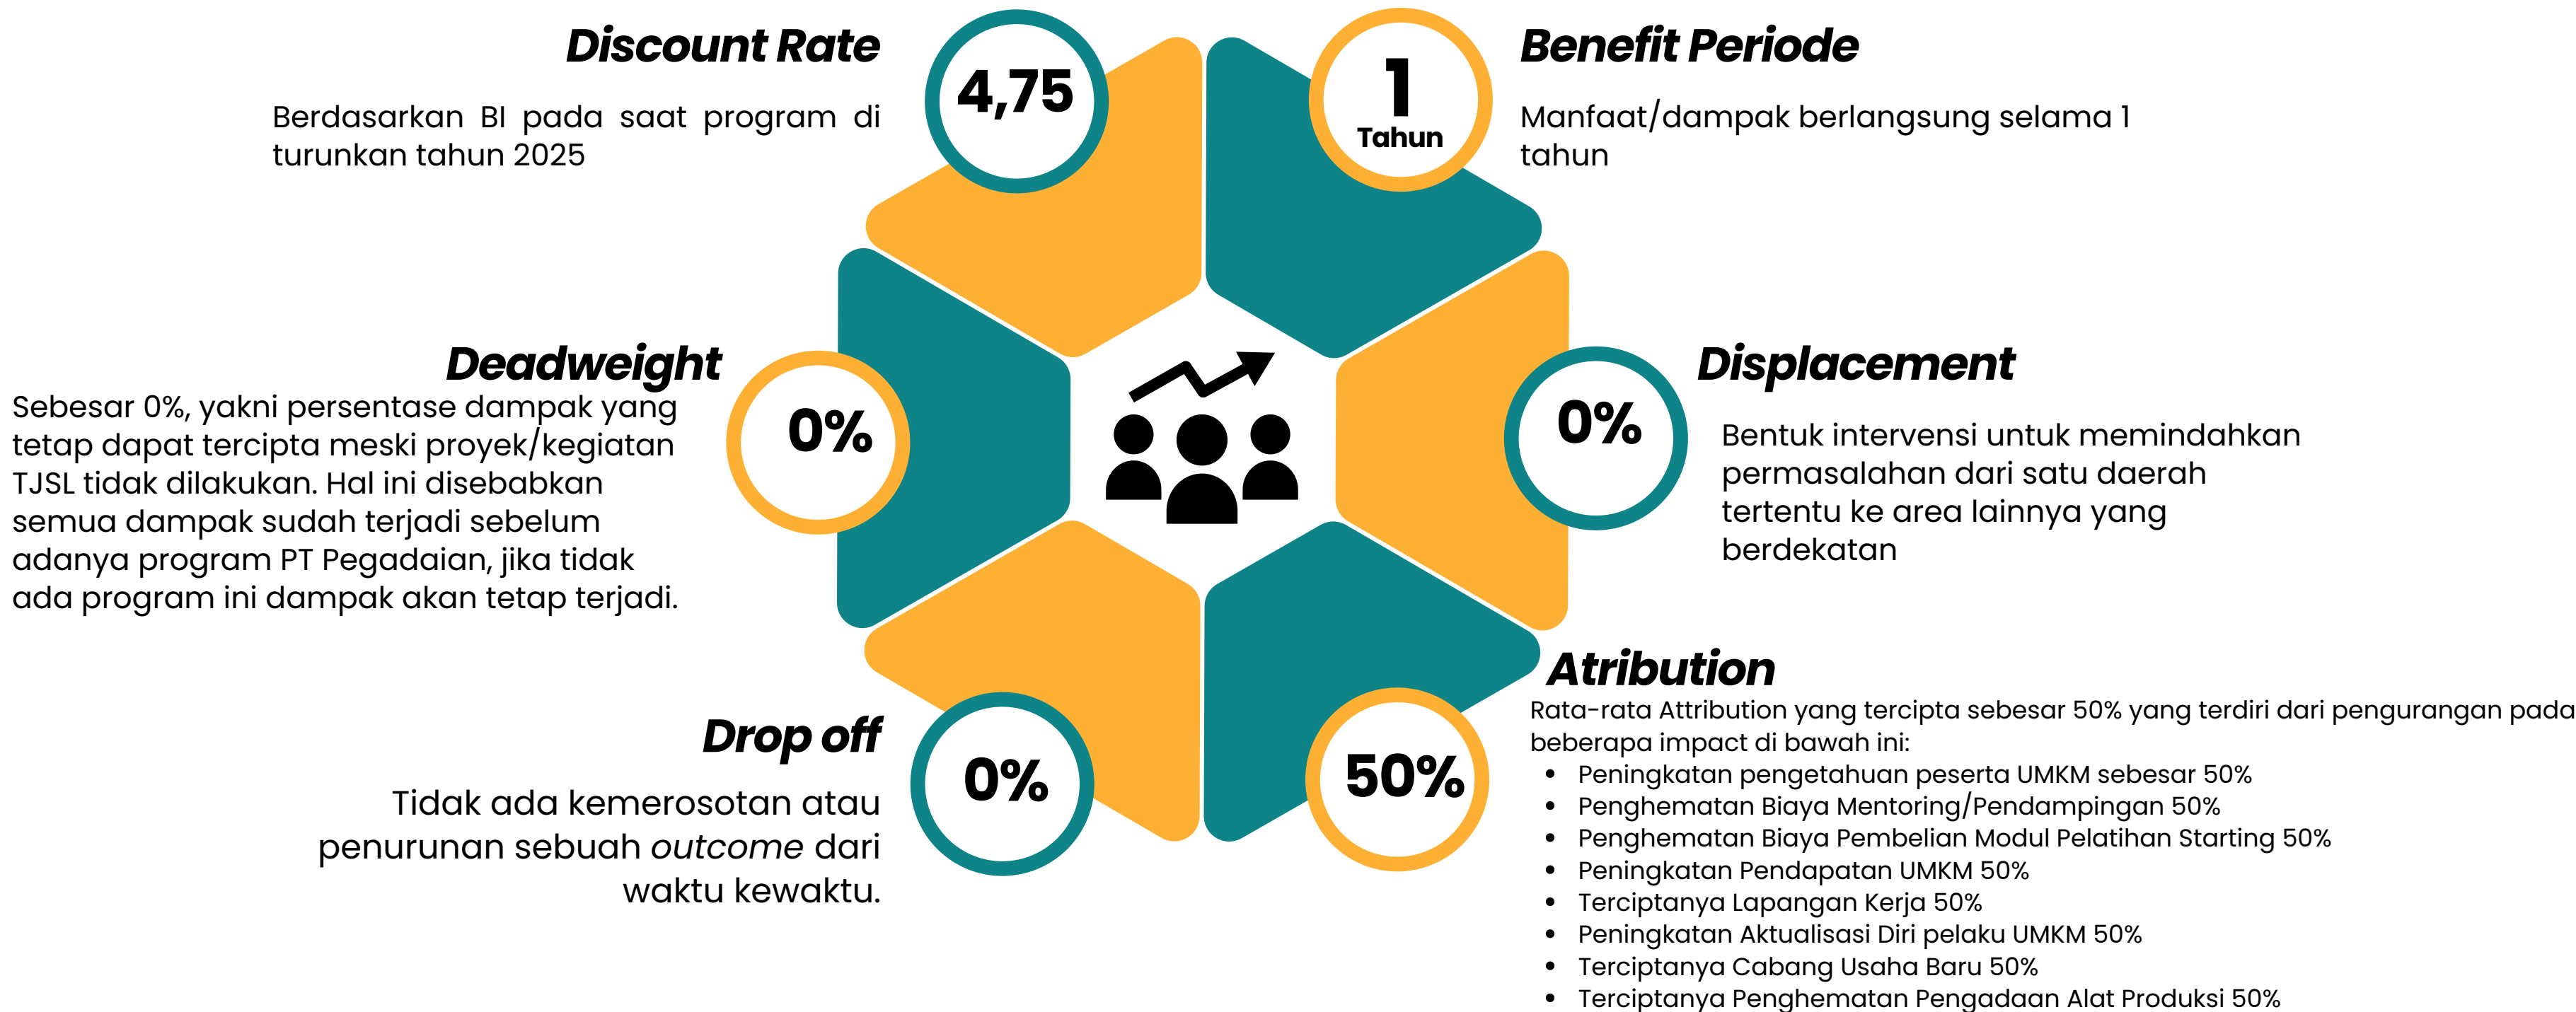 Discount Rate
Berdasarkan BI pada saat program di
turunkan tahun 2025
4,75
1
Tahun
Benefit Periode
Manfaat/dampak berlangsung selama 1
tahun
Deadweight
Sebesar 0%, yakni persentase dampak yang
tetap dapat tercipta meski proyek/kegiatan
TJSL tidak dilakukan. Hal ini disebabkan
semua dampak sudah terjadi sebelum
adanya program PT Pegadaian, jika tidak
ada program ini dampak akan tetap terjadi.
0%
0%
Displacement
Bentuk intervensi untuk memindahkan
permasalahan dari satu daerah
tertentu ke area lainnya yang
berdekatan
Drop off
Tidak ada kemerosotan atau
penurunan sebuah outcome dari
waktu kewaktu.
0%
50%
Atribution
Rata-rata Attribution yang tercipta sebesar 50% yang terdiri dari pengurangan pada
beberapa impact di bawah ini:
• Peningkatan pengetahuan peserta UMKM sebesar 50%
• Penghematan Biaya Mentoring/Pendampingan 50%
• Penghematan Biaya Pembelian Modul Pelatihan Starting 50%
• Peningkatan Pendapatan UMKM 50%
• Terciptanya Lapangan Kerja 50%
• Peningkatan Aktualisasi Diri pelaku UMKM 50%
• Terciptanya Cabang Usaha Baru 50%
• Terciptanya Penghematan Pengadaan Alat Produksi 50%